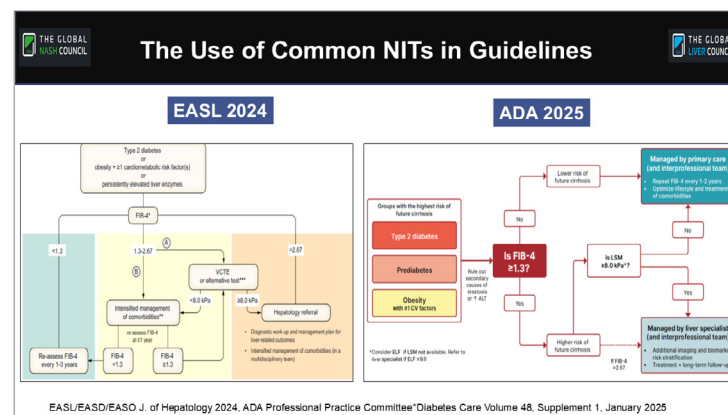 THE GLOBAL
NASH COUNCIL
The Use of Common NITs in Guidelines
THE GLOBA
LIVER COUNC
EASL 2024
ADA 2025
Type 2 diabetes
or
obesity + ≥1 cardiometabolic risk factor(s)
or
persistently elevated liver enzymes
FIB-4*
<1.3
1.3-2.67
A
>2.67
B
VCTE
or alternative test***
<8.0 kPa
≥8.0 kPa
Intensified management
of comorbidities**
Hepatology referral
re-assess FIB-4
at ≤1 year
Re-assess FIB-4
every 1-3 years
FIB-4
<1.3
FIB-4
≥1.3
• Diagnostic work-up and management plan for
liver-related outcomes
• Intensified management of comorbidities (in a
multidisciplinary team)
Groups with the highest risk of
future cirrhosis
Type 2 diabetes
Prediabetes
Obesity
with ≥1 CV factors
Rule out
secondary
causes of
steatosis
or ↑ ALT
Is FIB-4
≥1.3?
No
Lower risk of
future cirrhosis
Yes
Higher risk of
future cirrhosis
Is LSM
≥8.0 kPa*?
No
Yes
If FIB-4
>2.67
Managed by primary care
(and interprofessional team)
• Repeat FIB-4 every 1-2 years
• Optimize lifestyle and treatment
of comorbidities
Managed by liver specialist
(and interprofessional team)
• Additional imaging and biomark
risk stratification
• Treatment + long-term follow-up
*Consider ELF if LSM not available. Refer to
liver specialist if ELF ≥9.8
EASL/EASD/EASO J. of Hepatology 2024, ADA Professional Practice Committee*Diabetes Care Volume 48, Supplement 1, January 2025